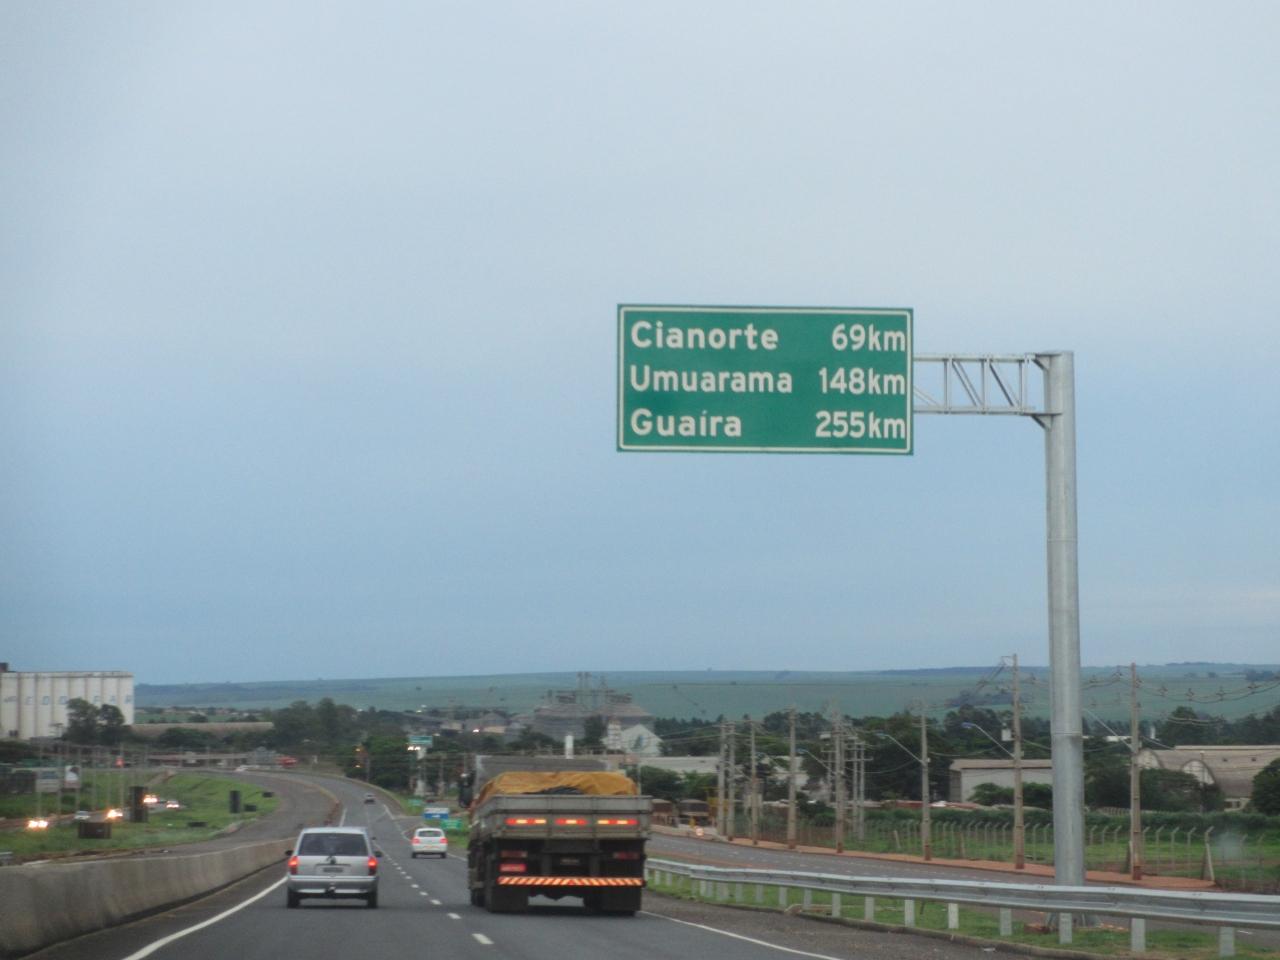 Cianorte 69km
Umuarama 148km
Guaíra 255km